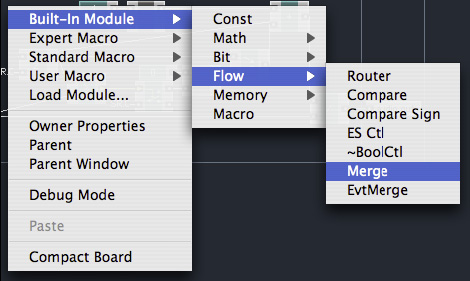 Built-In Module
Expert Macro
Standard Macro
User Macro
Load Module...
Owner Properties
Parent
Parent Window
Debug Mode
Paste
Compact Board
Const
Math
Bit
Flow
Memory
Macro
Router
Compare
Compare Sign
ES Ctl
~BoolCtl
Merge
EvtMerge